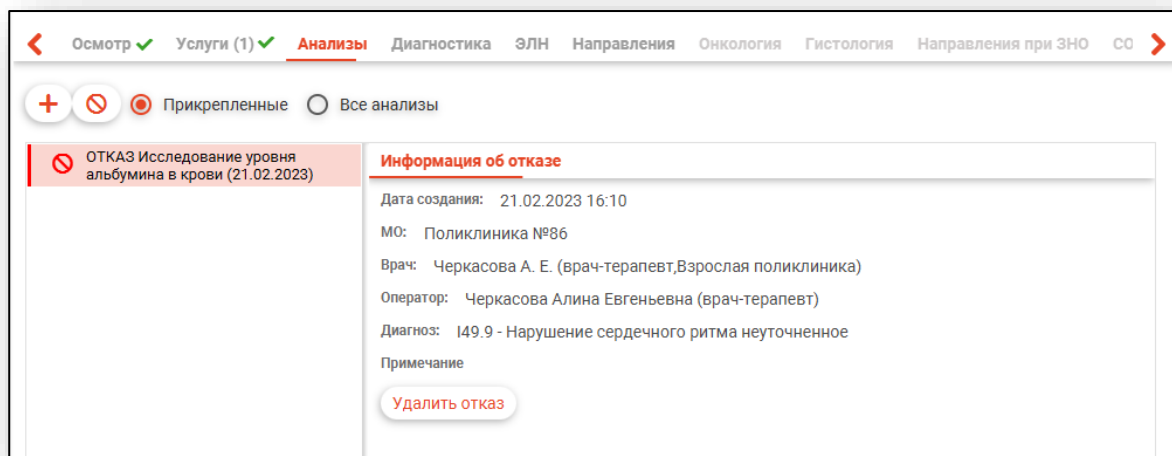 Осмотр Услуги (1) Анализы Диагностика ЭЛН Направления Онкология Гистология Направления при ЗНО СО
Прикрепленные Все анализы
ОТКАЗ Исследование уровня
альбумина в крови (21.02.2023)
Информация об отказе
Дата создания: 21.02.2023 16:10
МО: Поликлиника №86
Врач: Черкасова А. Е. (врач-терапевт,Взрослая поликлиника)
Оператор: Черкасова Алина Евгеньевна (врач-терапевт)
Диагноз: I49.9 - Нарушение сердечного ритма неуточненное
Примечание
Удалить отказ